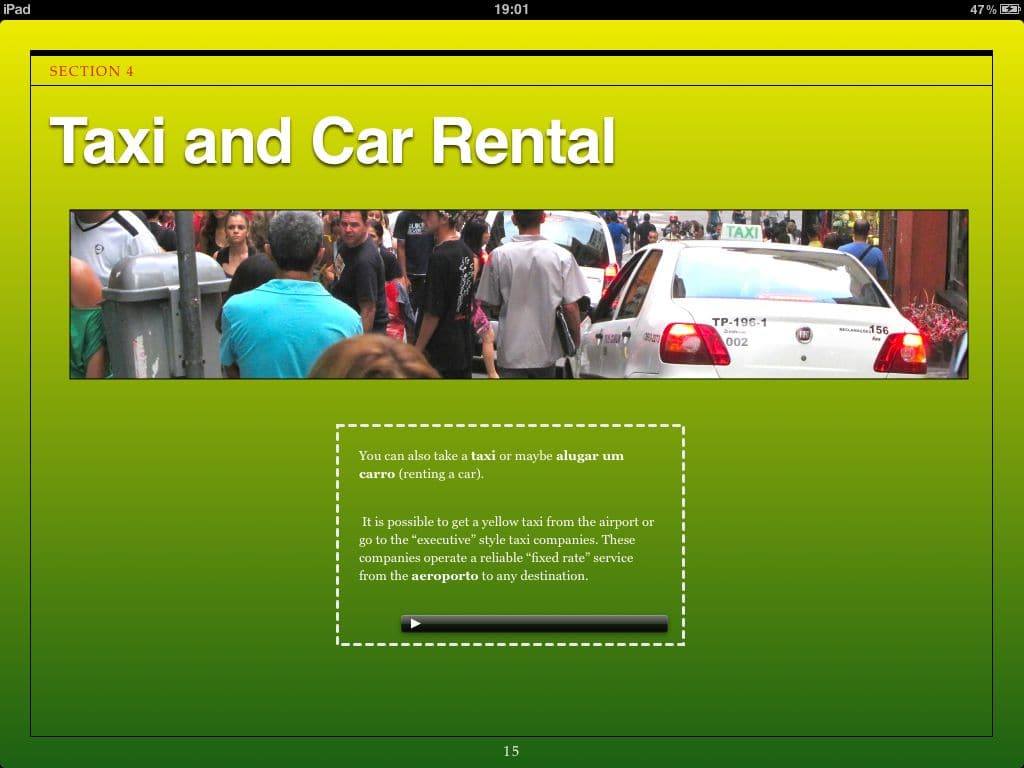 iPad
19:01
47%
SECTION 4
Taxi and Car Rental
TAXI
TP-196-1
002
156
FIAT
You can also take a taxi or maybe alugar um
carro (renting a car).
It is possible to get a yellow taxi from the airport or
go to the “executive” style taxi companies. These
companies operate a reliable “fixed rate” service
from the aeroporto to any destination.
15